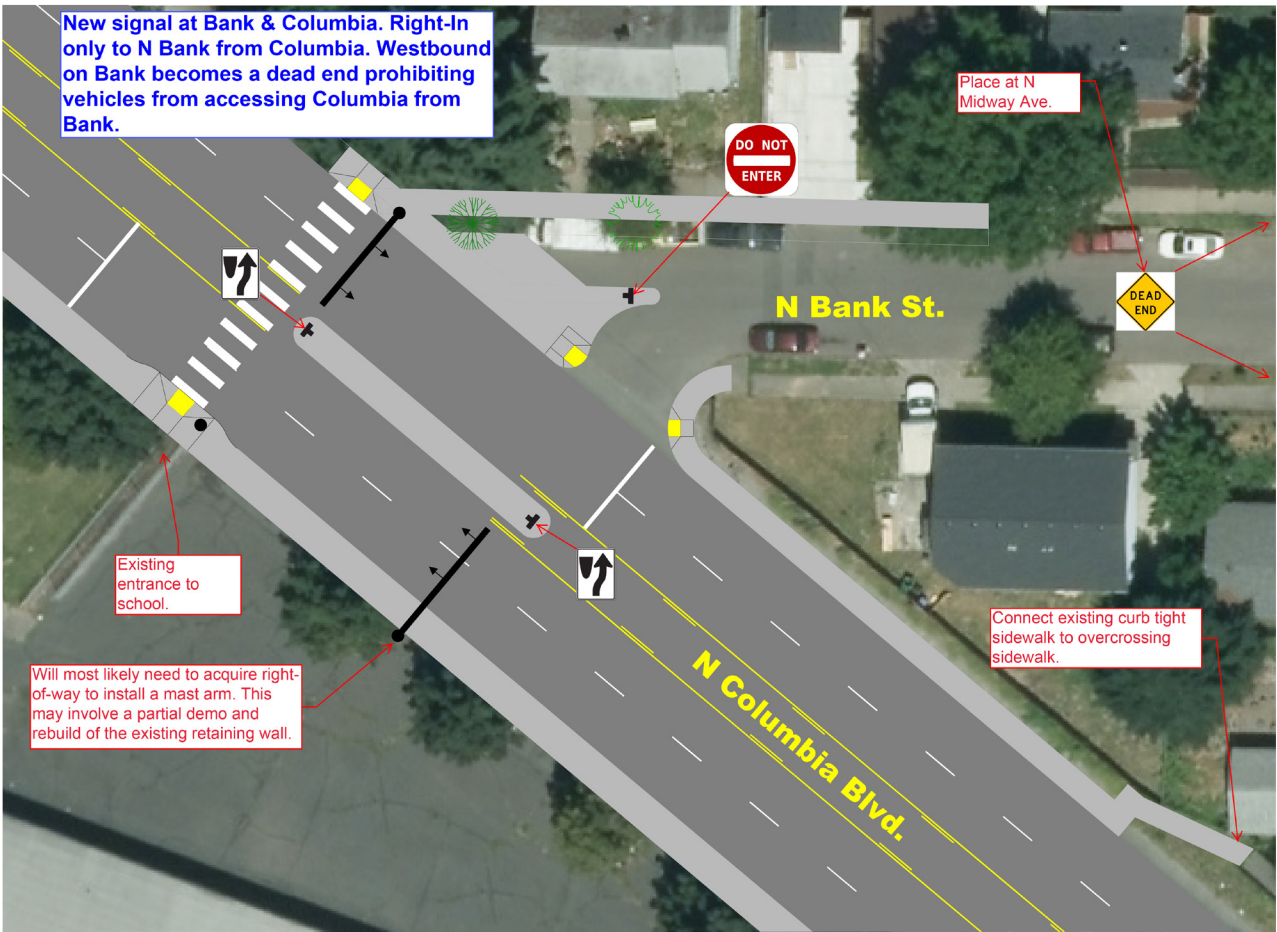 New signal at Bank & Columbia. Right-In
only to N Bank from Columbia. Westbound
on Bank becomes a dead end prohibiting
vehicles from accessing Columbia from
Bank.
Place at N
Midway Ave.
DO NOT
ENTER
N Bank St.
DEAD
END
Existing
entrance to
school.
Connect existing curb tight
sidewalk to overcrossing
sidewalk.
Will most likely need to acquire right-
of-way to install a mast arm. This
may involve a partial demo and
rebuild of the existing retaining wall.
N Columbia Blvd.